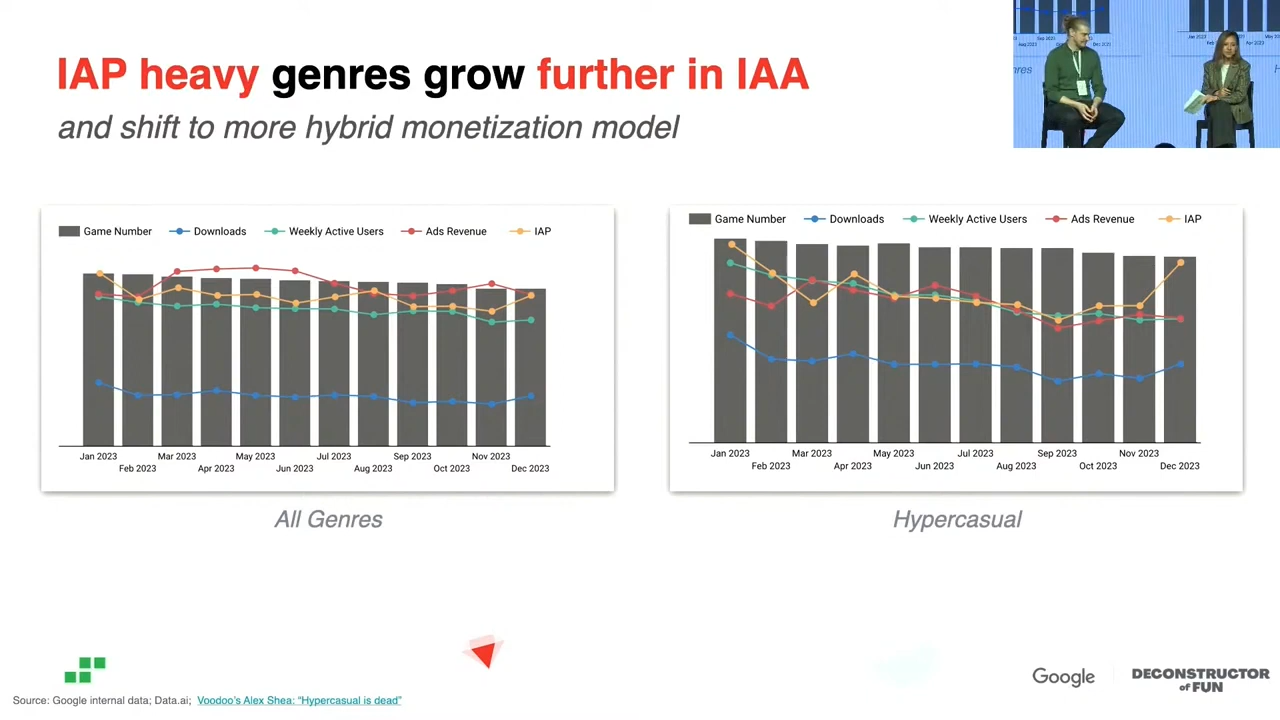 IAP heavy genres grow further in IAA
and shift to more hybrid monetization model
Game Number Downloads Weekly Active Users Ads Revenue IAP
Jan 2023 Mar 2023 May 2023 Jul 2023 Sep 2023 Nov 2023
Feb 2023 Apr 2023 Jun 2023 Aug 2023 Oct 2023 Dec 2023
All Genres
Game Number Downloads Weekly Active Users Ads Revenue IAP
Jan 2023 Mar 2023 May 2023 Jul 2023 Sep 2023 Nov 2023
Feb 2023 Apr 2023 Jun 2023 Aug 2023 Oct 2023 Dec 2023
Hypercasual
Google
DECONSTRUCTOR
of FUN
Source: Google internal data; Data.ai; Voodoo's Alex Shea: "Hypercasual is dead"